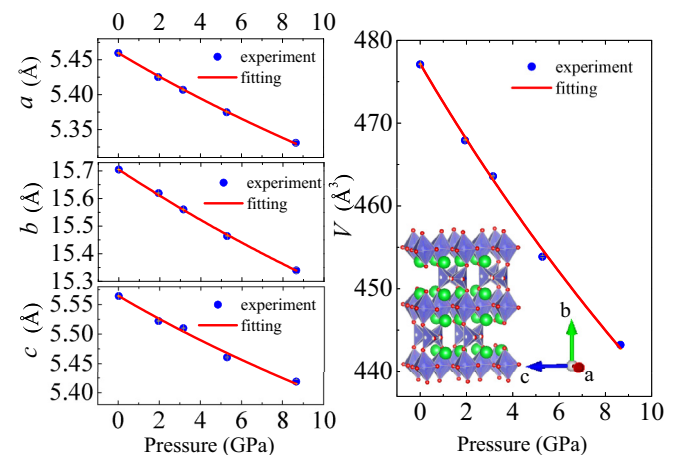 0 2 4 6 8 10
5.45
5.40
5.35
a (Å)
experiment
fitting
15.7
15.6
15.5
15.4
15.3
b (Å)
experiment
fitting
5.55
5.50
5.45
5.40
c (Å)
experiment
fitting
0 2 4 6 8 10
Pressure (GPa)
480
470
460
450
440
V (Å³)
experiment
fitting
b
c
a
0 2 4 6 8 10
Pressure (GPa)